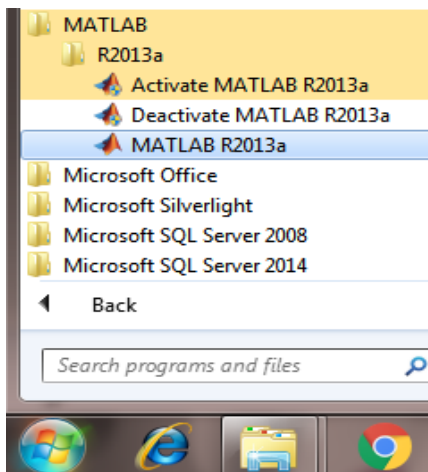 MATLAB
R2013a
Activate MATLAB R2013a
Deactivate MATLAB R2013a
MATLAB R2013a
Microsoft Office
Microsoft Silverlight
Microsoft SQL Server 2008
Microsoft SQL Server 2014
Back
Search programs and files